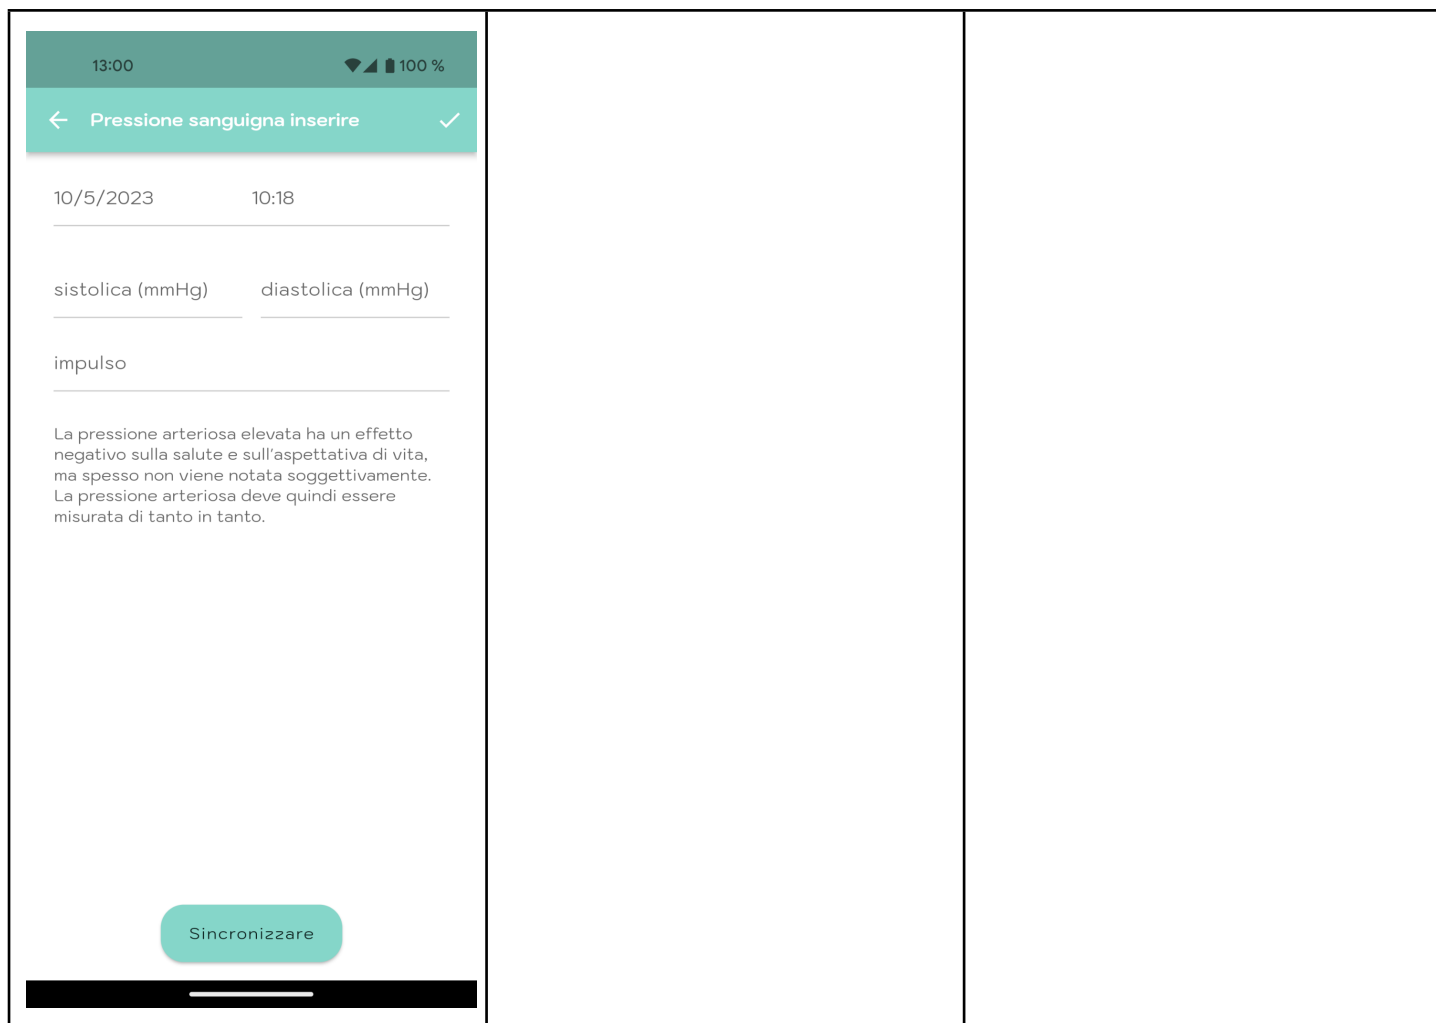 13:00 100 %
Pressione sanguigna inserire
10/5/2023 10:18
sistolica (mmHg) diastolica (mmHg)
impulso
La pressione arteriosa elevata ha un effetto
negativo sulla salute e sull'aspettativa di vita,
ma spesso non viene notata soggettivamente.
La pressione arteriosa deve quindi essere
misurata di tanto in tanto.
Sincronizzare